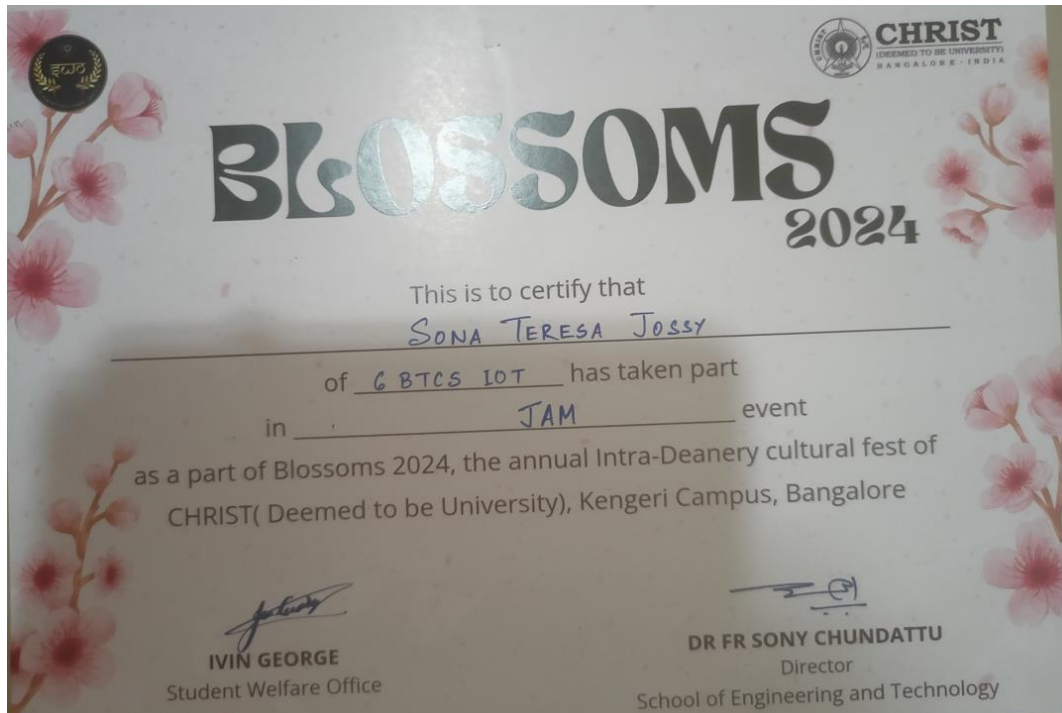 ಕಲರ
CHRIST
(DEEMED TO BE UNIVERSITY)
BANGALORE · INDIA
BLOSSOMS
2024
This is to certify that
SONA TERESA JOSSY
of 6 BTCS IOT has taken part
in JAM event
as a part of Blossoms 2024, the annual Intra-Deanery cultural fest of
CHRIST( Deemed to be University), Kengeri Campus, Bangalore
IVIN GEORGE
Student Welfare Office
DR FR SONY CHUNDATTU
Director
School of Engineering and Technology